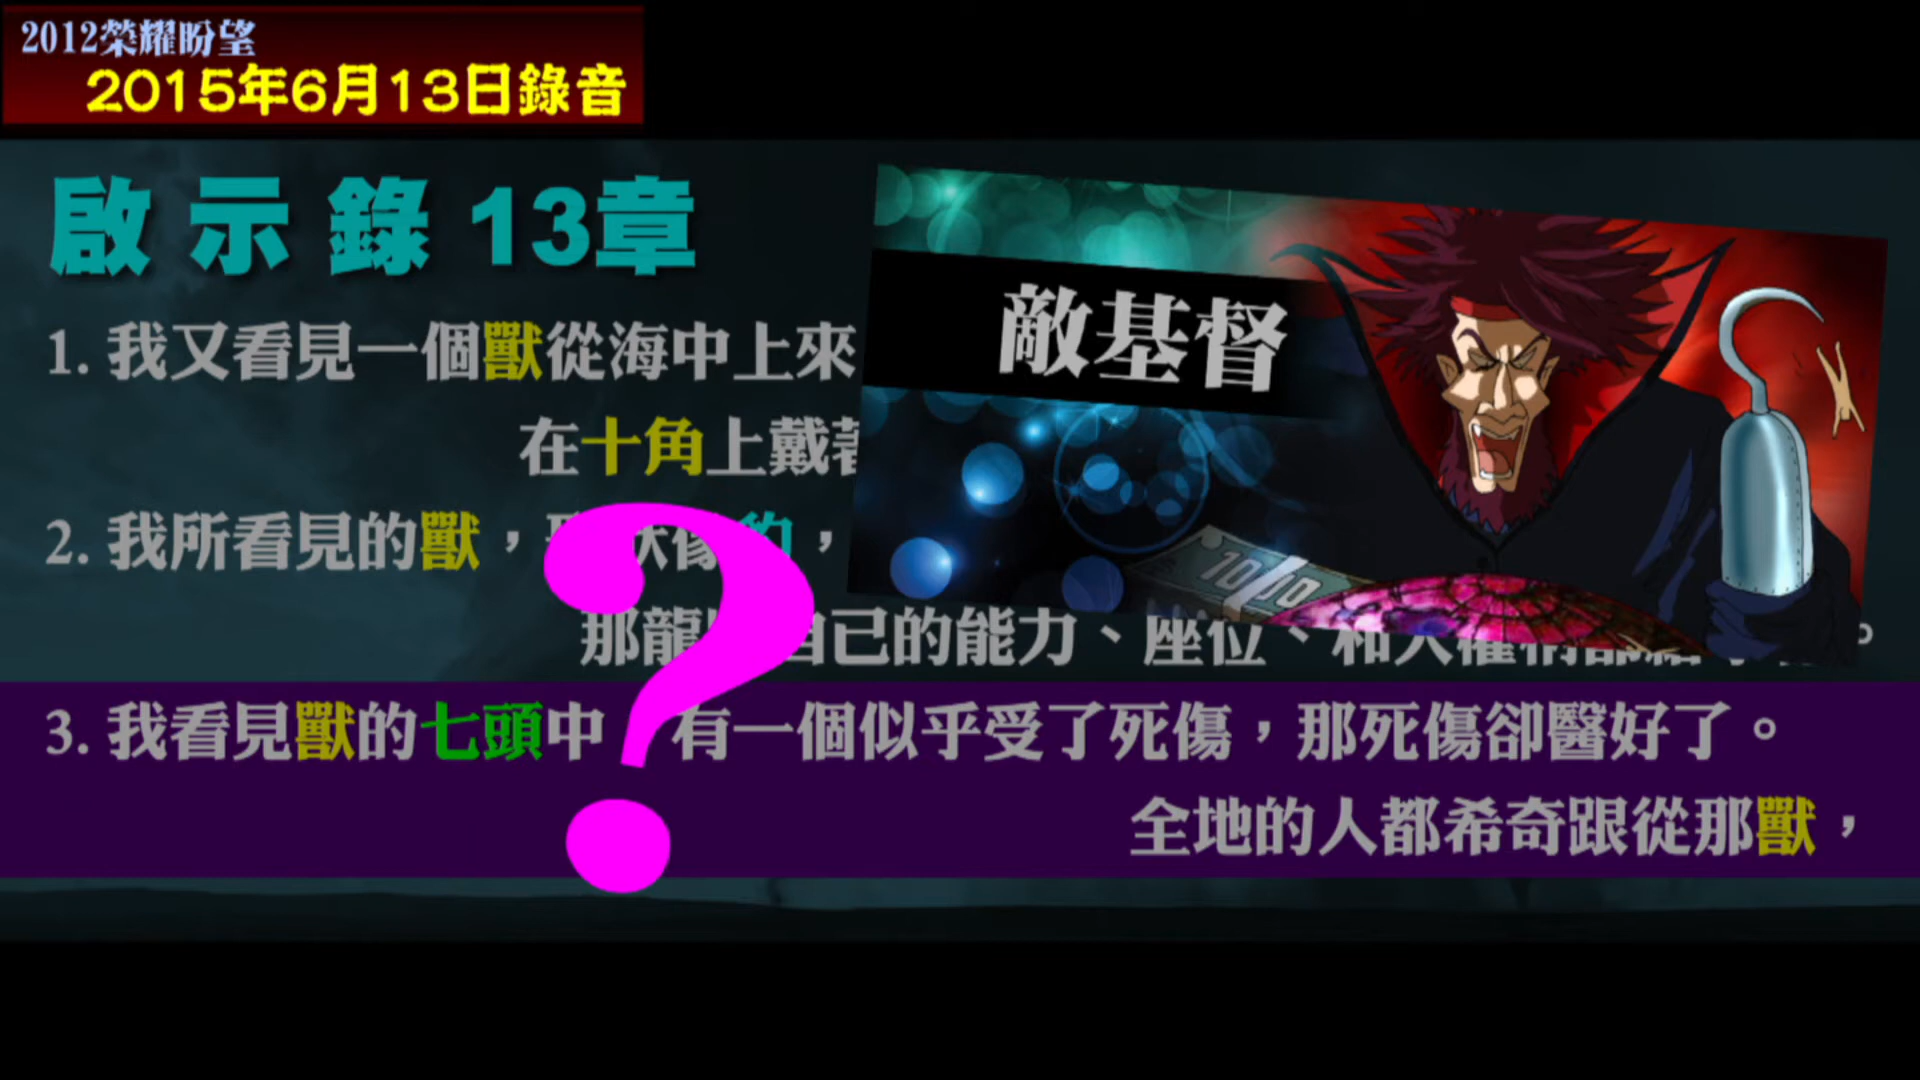 2012榮耀盼望
2015年6月13日錄音
啟示錄 13章
敵基督
1. 我又看見一個獸從海中上來
在十角上戴著
2. 我所看見的獸，
那龍 自己的能力、座位、和
3. 我看見獸的七頭中 有一個似乎受了死傷，那死傷卻醫好了。
全地的人都希奇跟從那獸，